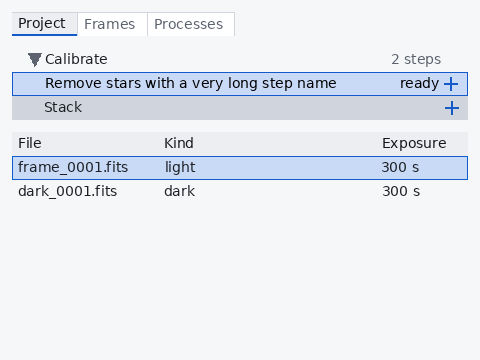 Project Frames Processes
Calibrate 2 steps
Remove stars with a very long step name ready
Stack
File Kind Exposure
frame_0001.fits light 300 s
dark_0001.fits dark 300 s